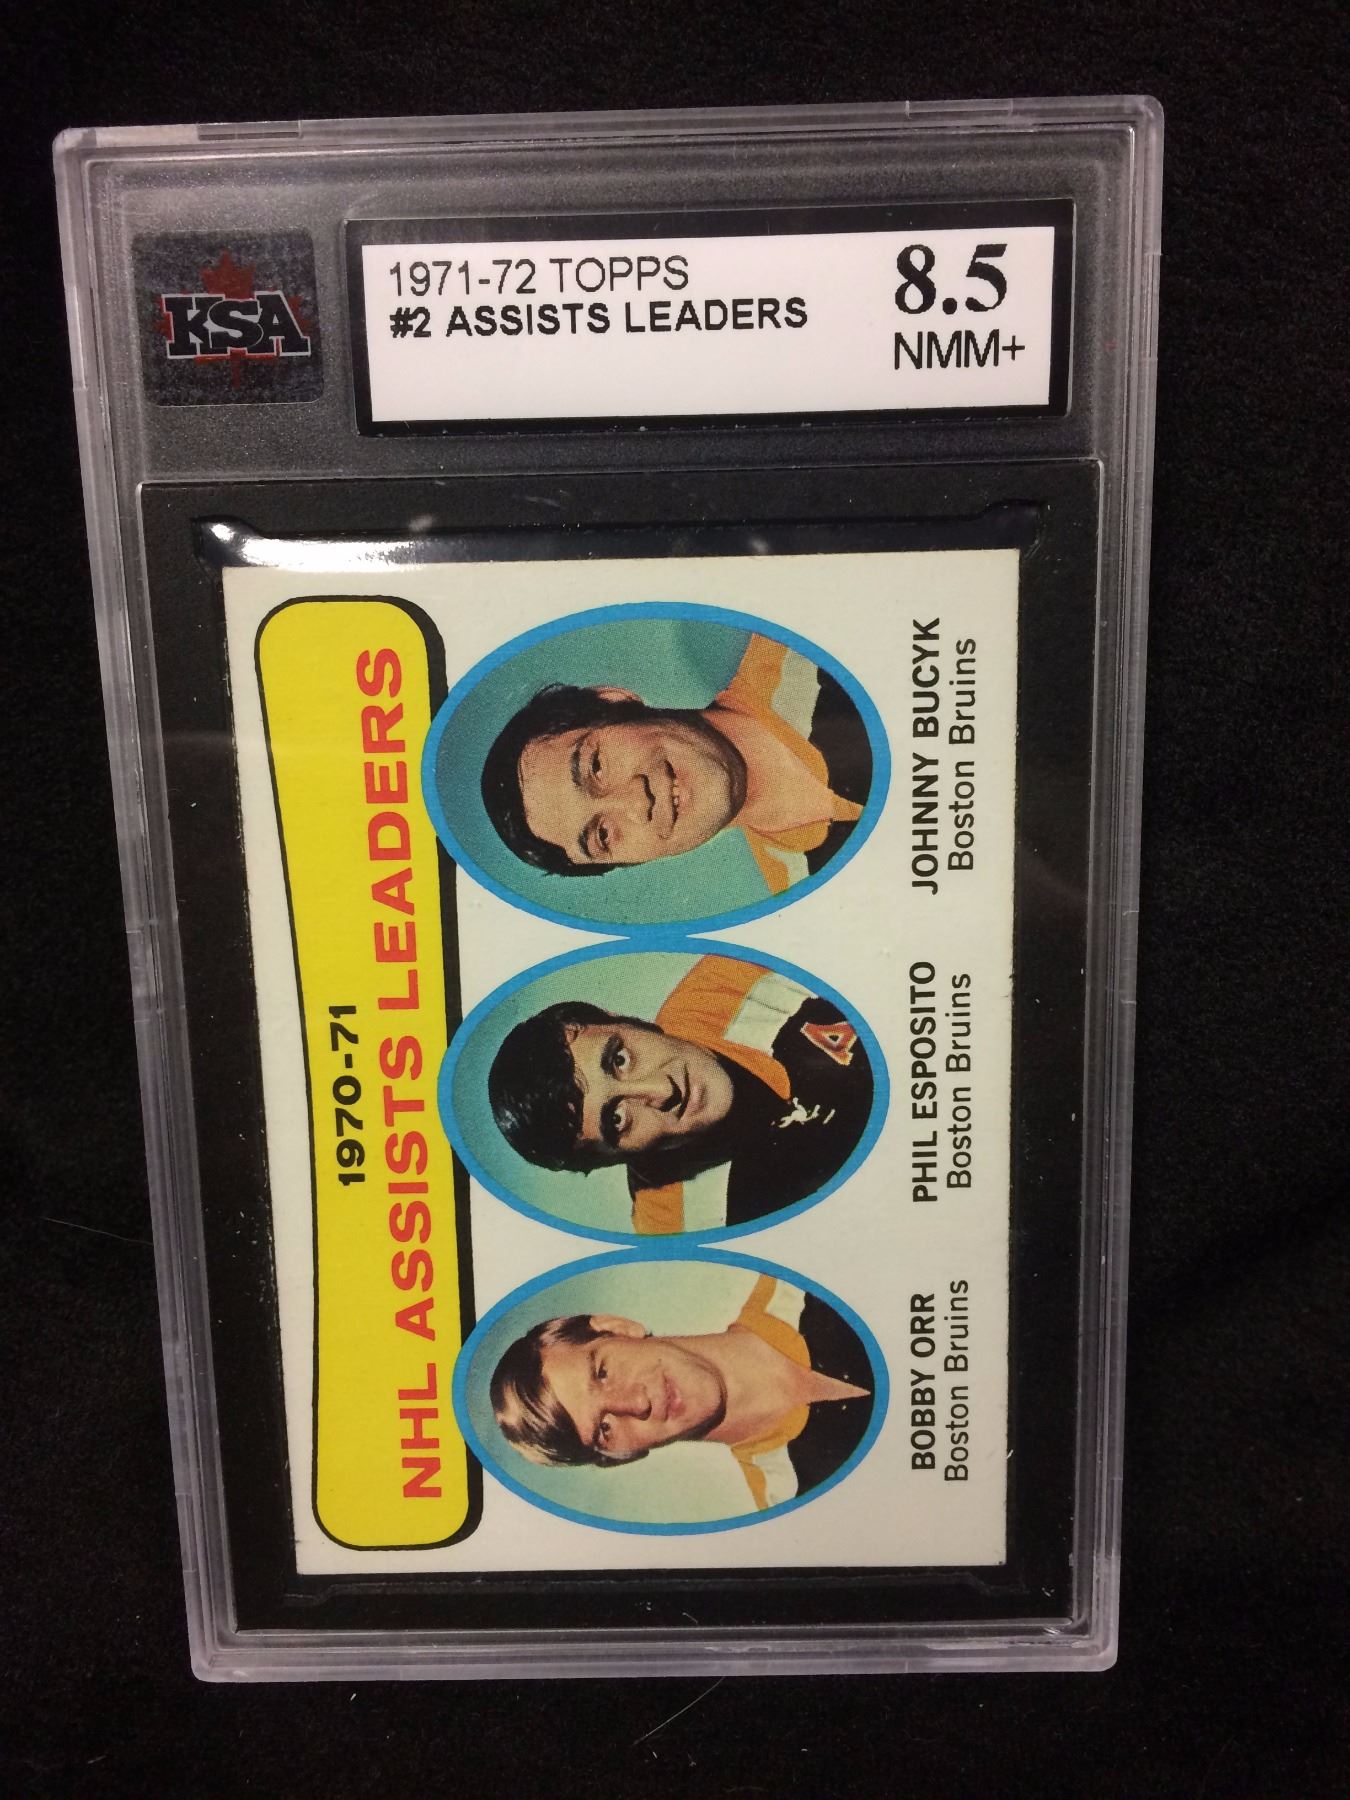 KSA
1971-72 TOPPS
#2 ASSISTS LEADERS
8.5
NMM+
1970-71
NHL ASSISTS LEADERS
BOBBY ORR
Boston Bruins
PHIL ESPOSITO
Boston Bruins
JOHNNY BUCYK
Boston Bruins